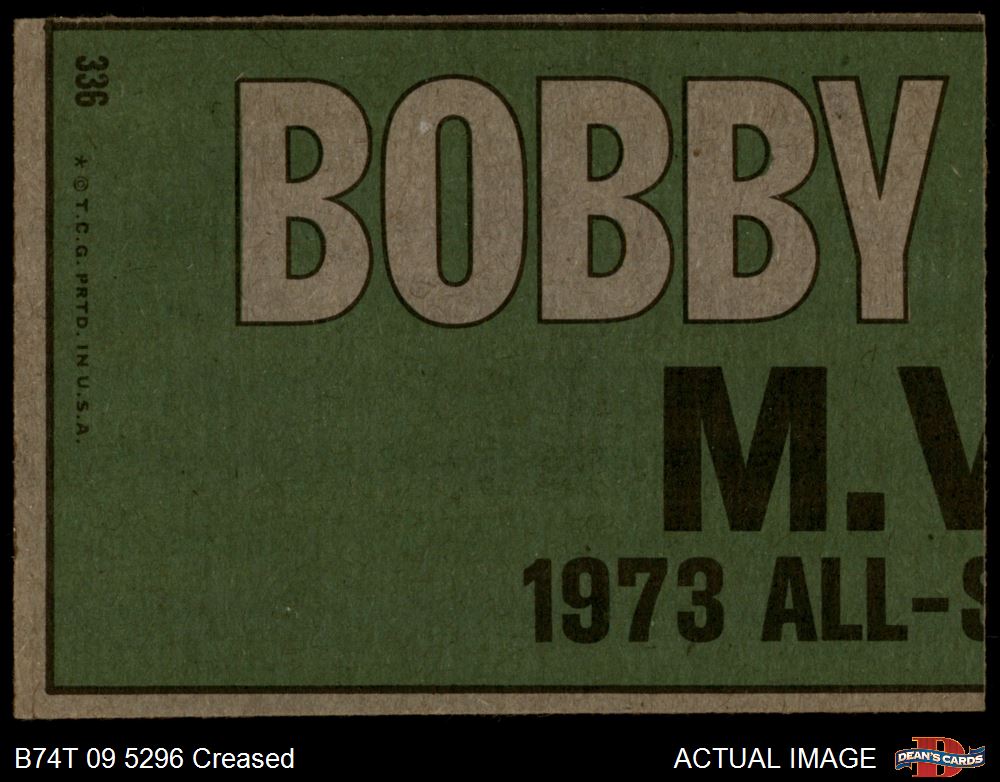 336
* © T.C.G. PRTD. IN U.S.A.
BOBBY
M.V
1973 ALL-S
B74T 09 5296 Creased
ACTUAL IMAGE
DEAN'S CARDS